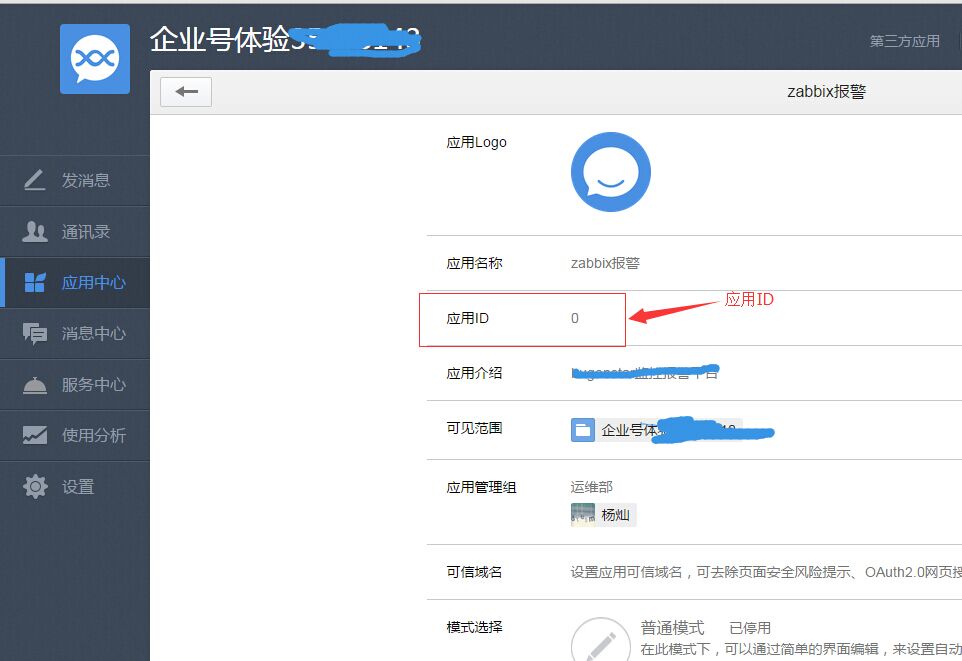 企业号体验
第三方应用
zabbix报警
发消息
通讯录
应用中心
消息中心
服务中心
使用分析
设置
应用Logo
应用名称 zabbix报警
应用ID 0
应用ID
应用介绍
可见范围 企业号体
应用管理组 运维部
杨灿
可信域名 设置应用可信域名，可去除页面安全风险提示、OAuth2.0网页授
模式选择 普通模式 已停用
在此模式下，可以通过简单的界面编辑，来设置自动